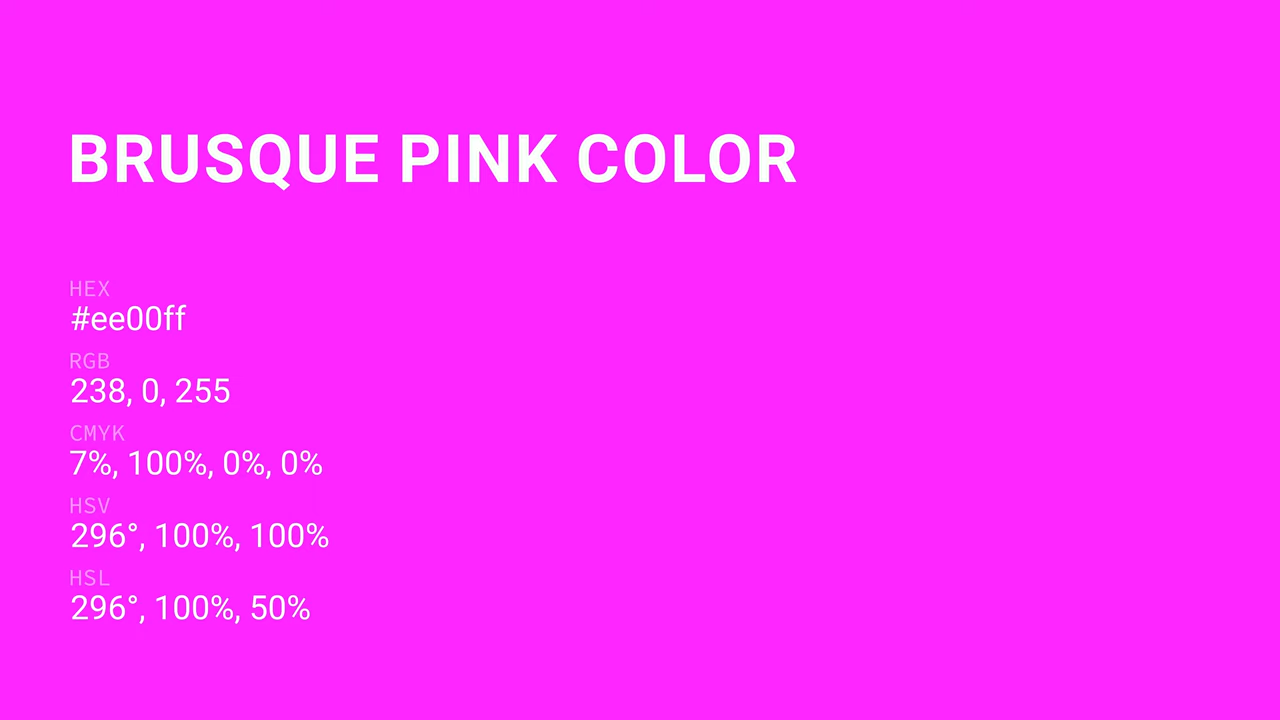 BRUSQUE PINK COLOR
HEX
#ee00ff
RGB
238, 0, 255
CMYK
7%, 100%, 0%, 0%
HSV
296°, 100%, 100%
HSL
296°, 100%, 50%